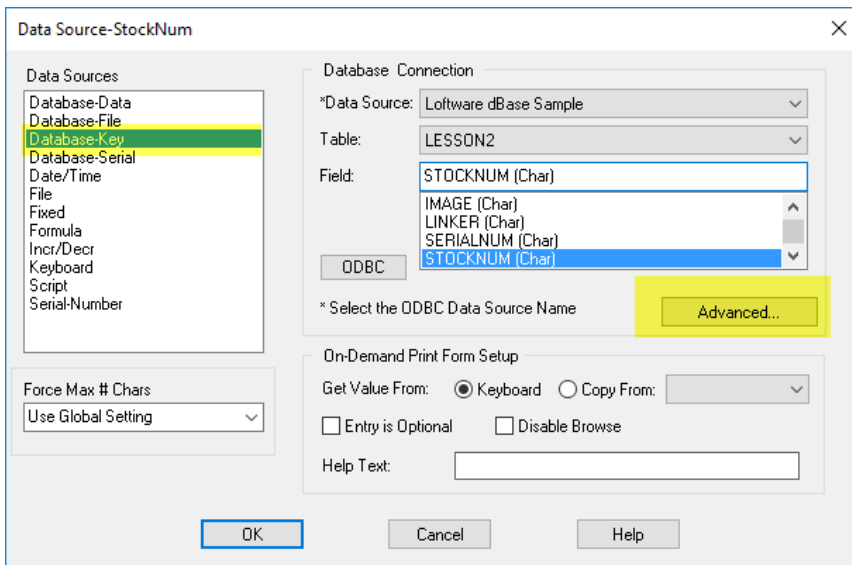 Data Source-StockNum
Data Sources
Database-Data
Database-File
Database-Key
Database-Serial
Date/Time
File
Fixed
Formula
Incr/Decr
Keyboard
Script
Serial-Number
Force Max # Chars
Use Global Setting
Database Connection
*Data Source: Loftware dBase Sample
Table: LESSON2
Field: STOCKNUM (Char)
IMAGE (Char)
LINKER (Char)
SERIALNUM (Char)
STOCKNUM (Char)
ODBC
* Select the ODBC Data Source Name
Advanced...
On-Demand Print Form Setup
Get Value From: Keyboard Copy From:
Entry is Optional Disable Browse
Help Text:
OK Cancel Help